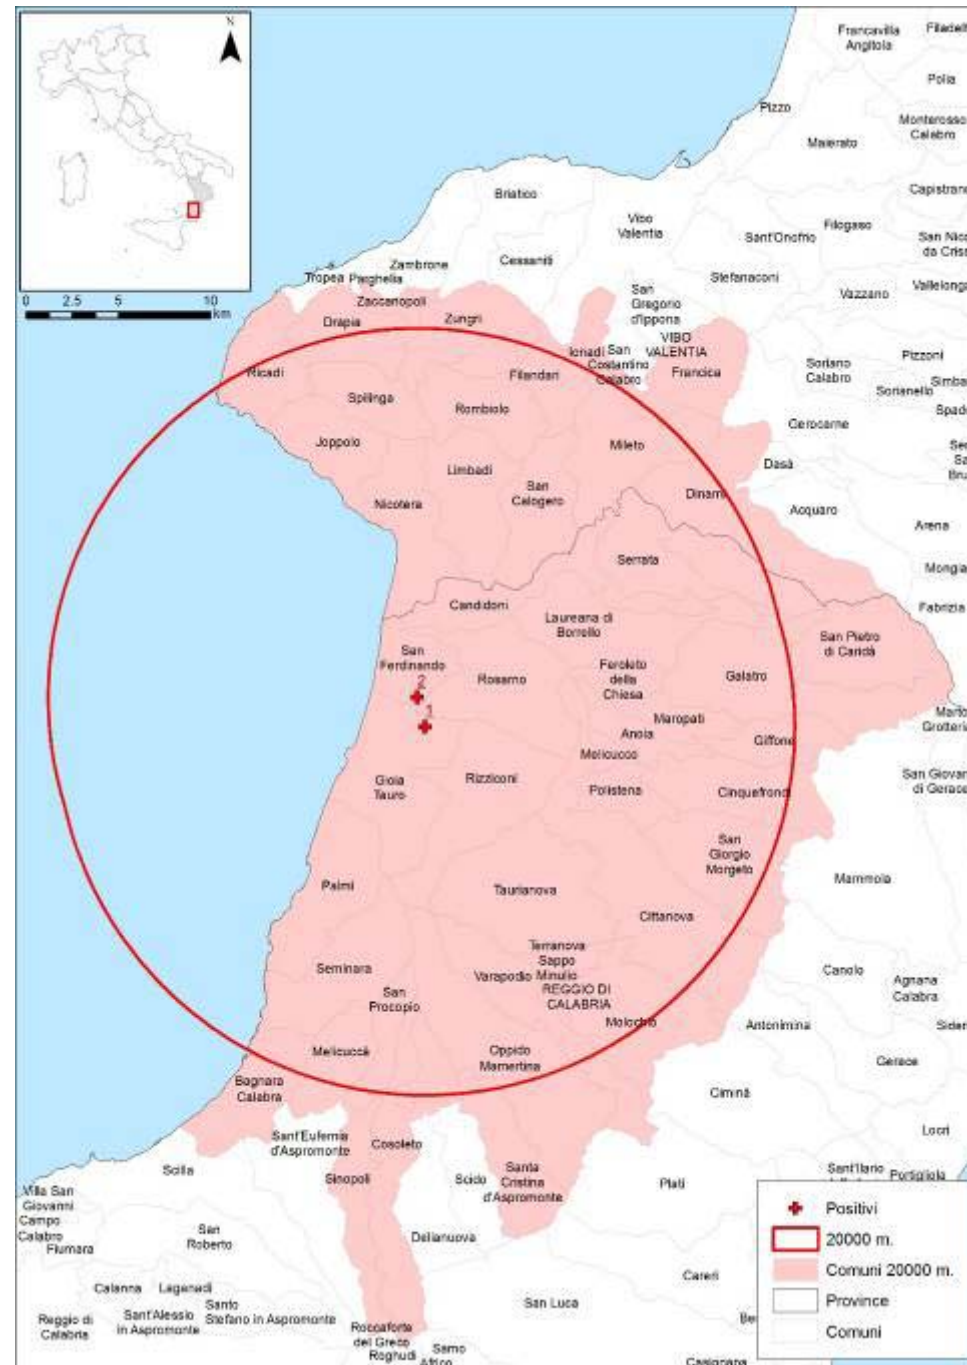 N
0 2.5 5 10
km
Francavilla
Angitola
Polia
Pizzo
Monterosso
Calabro
Maierato
Briatico
Vibo
Valentia
Filogaso
Sant'Onofrio
Tropea
Parghelia
Zambrone
Cessaniti
Stefanaconi
Vazzano
Zaccanopoli
San
Gregorio
d'Ippona
Drapia
Zungri
VIBO
VALENTIA
Ionadi
San
Costantino
Calabro
Francica
Soriano
Calabro
Pizzoni
Sorianello
Ricadi
Filandari
Spilinga
Rombiolo
Gerocarne
Joppolo
Mileto
Dasà
Limbadi
San
Calogero
Dinami
Nicotera
Acquaro
Arena
Serrata
Fabrizia
Candidoni
Laureana di
Borrello
San Pietro
di Caridà
San
Ferdinando
2
1
Rosarno
Feroleto
della
Chiesa
Galatro
Maropati
Anoia
Giffone
Melicucco
Gioia
Tauro
Rizziconi
Polistena
Cinquefrondi
San Giovan
di Gerace
San
Giorgio
Morgeto
Palmi
Taurianova
Mammola
Cittanova
Terranova
Sappo
Minulio
Varapodio
REGGIO DI
CALABRIA
Seminara
San
Procopio
Canolo
Agnana
Calabra
Molochio
Antonimina
Sider
Melicuccà
Oppido
Mamertina
Gerace
Bagnara
Calabra
Ciminà
Locri
Sant'Eufemia
d'Aspromonte
Cosoleto
Scilla
Sinopoli
Scido
Santa
Cristina
d'Aspromonte
Platì
Sant'Ilario
Portigliola
Villa San
Giovanni
Campo
Calabro
Fiumara
San
Roberto
Delianuova
Careri
Calanna
Laganadi
Santo
Stefano in Aspromonte
Sant'Alessio
in Aspromonte
Reggio di
Calabria
San Luca
Roccaforte
del Greco
Roghudi
Samo
Casignana
Positivi
20000 m.
Comuni 20000 m.
Province
Comuni